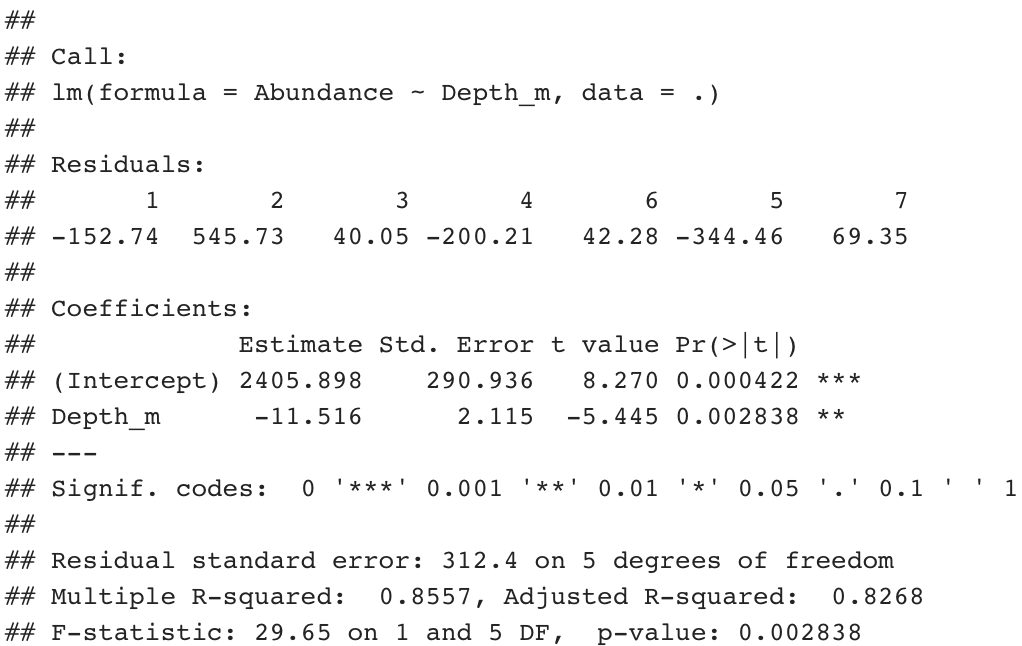 ##
## Call:
## lm(formula = Abundance ~ Depth_m, data = .)
##
## Residuals:
##       1       2       3       4       6       5       7
## -152.74  545.73   40.05 -200.21   42.28 -344.46   69.35
##
## Coefficients:
##             Estimate Std. Error t value Pr(>|t|)
## (Intercept) 2405.898    290.936   8.270 0.000422 ***
## Depth_m      -11.516      2.115  -5.445 0.002838 **
## ---
## Signif. codes:  0 '***' 0.001 '**' 0.01 '*' 0.05 '.' 0.1 ' ' 1
##
## Residual standard error: 312.4 on 5 degrees of freedom
## Multiple R-squared:  0.8557, Adjusted R-squared:  0.8268
## F-statistic: 29.65 on 1 and 5 DF,  p-value: 0.002838